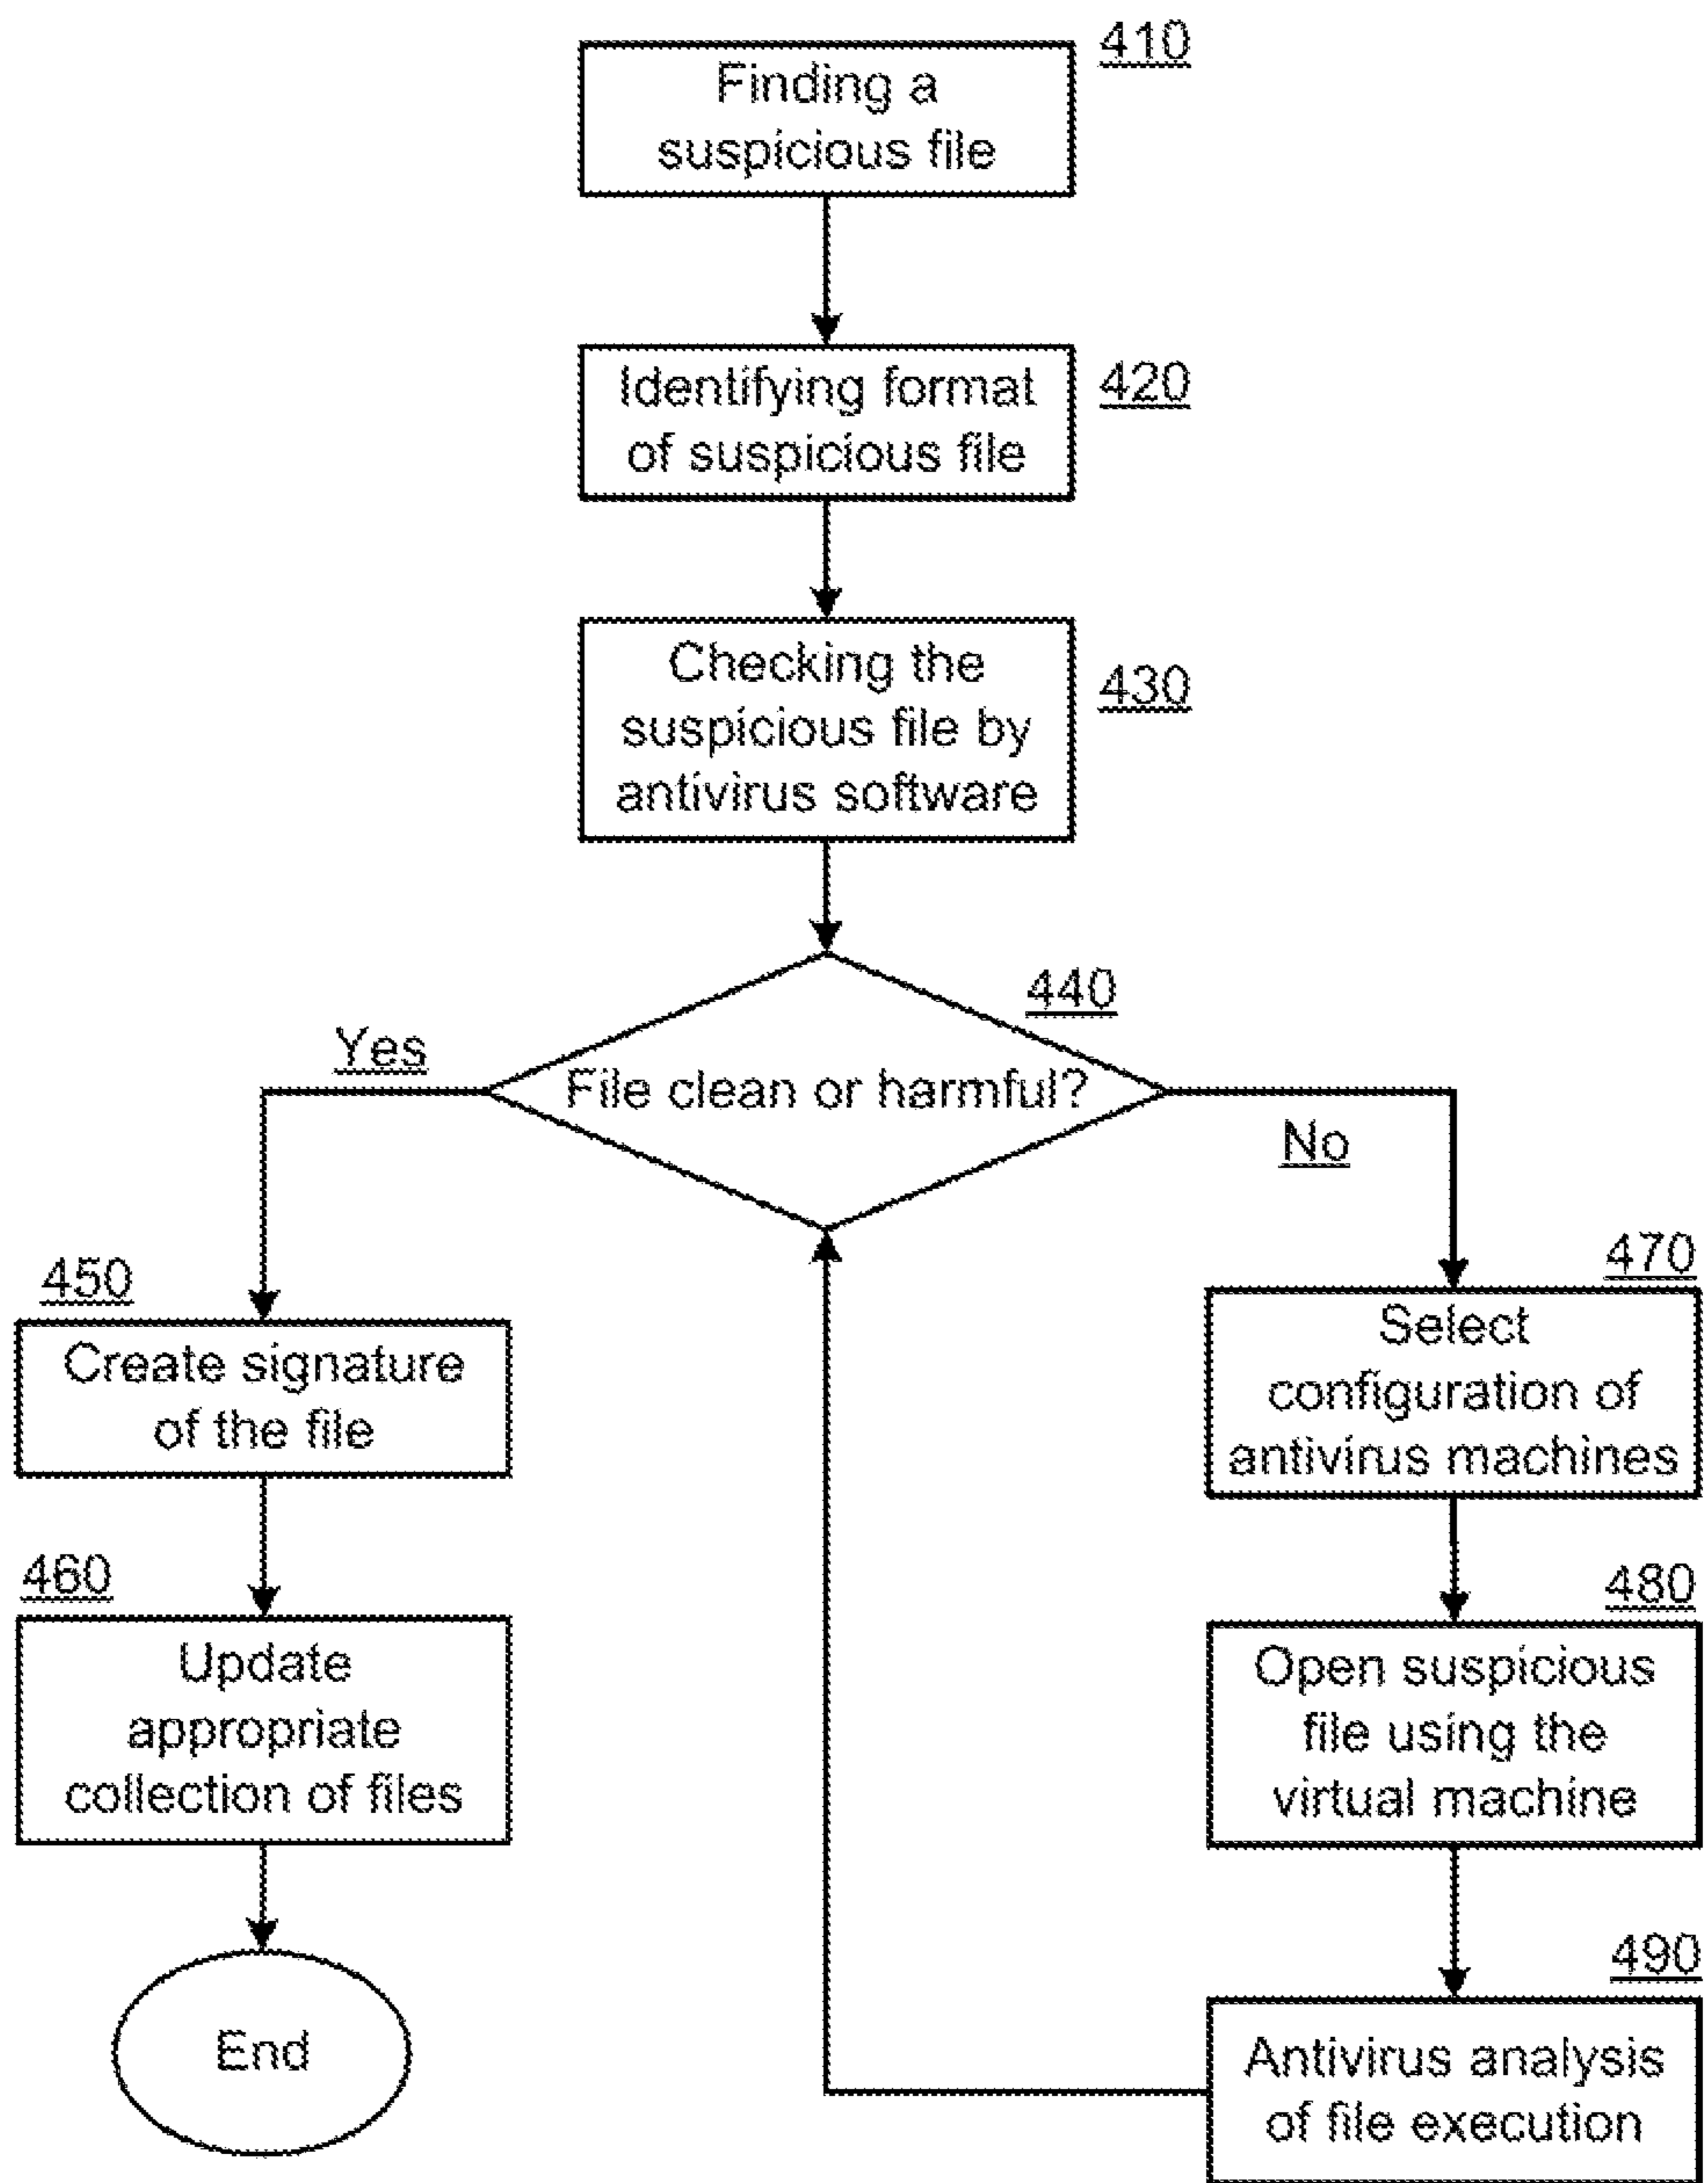 410
Finding a
suspicious file
420
Identifying format
of suspicious file
430
Checking the
suspicious file by
antivirus software
440
File clean or harmful?
Yes
No
450
Create signature
of the file
460
Update
appropriate
collection of files
End
470
Select
configuration of
antivirus machines
480
Open suspicious
file using the
virtual machine
490
Antivirus analysis
of file execution